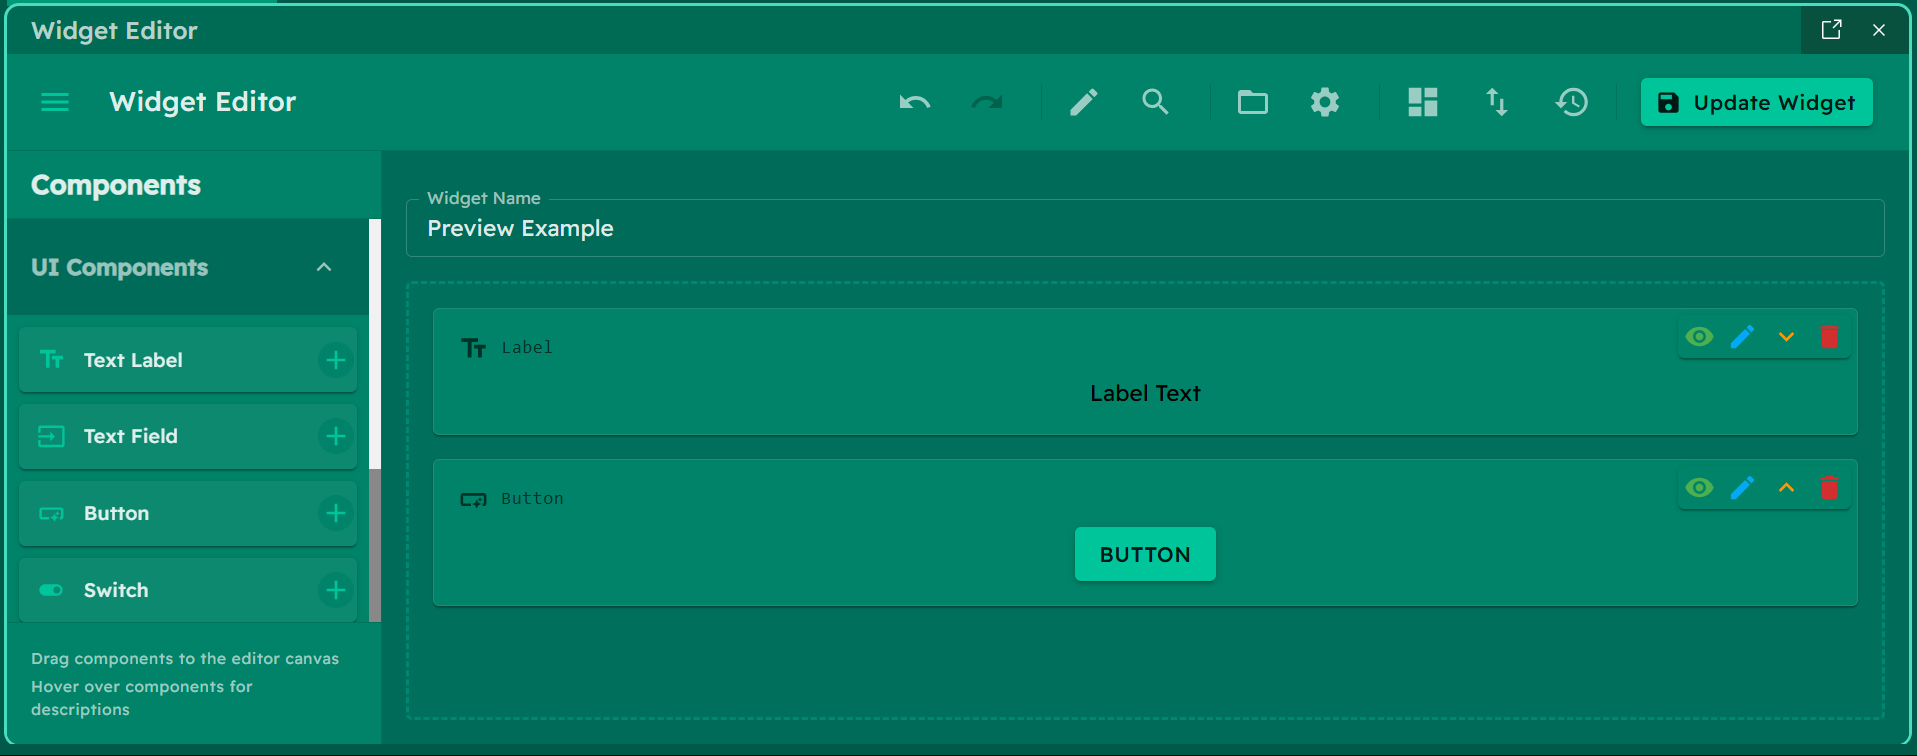 Widget Editor
Widget Editor
Update Widget
Components
UI Components
Text Label
Text Field
Button
Switch
Drag components to the editor canvas
Hover over components for
descriptions
Widget Name
Preview Example
Label
Label Text
Button
BUTTON